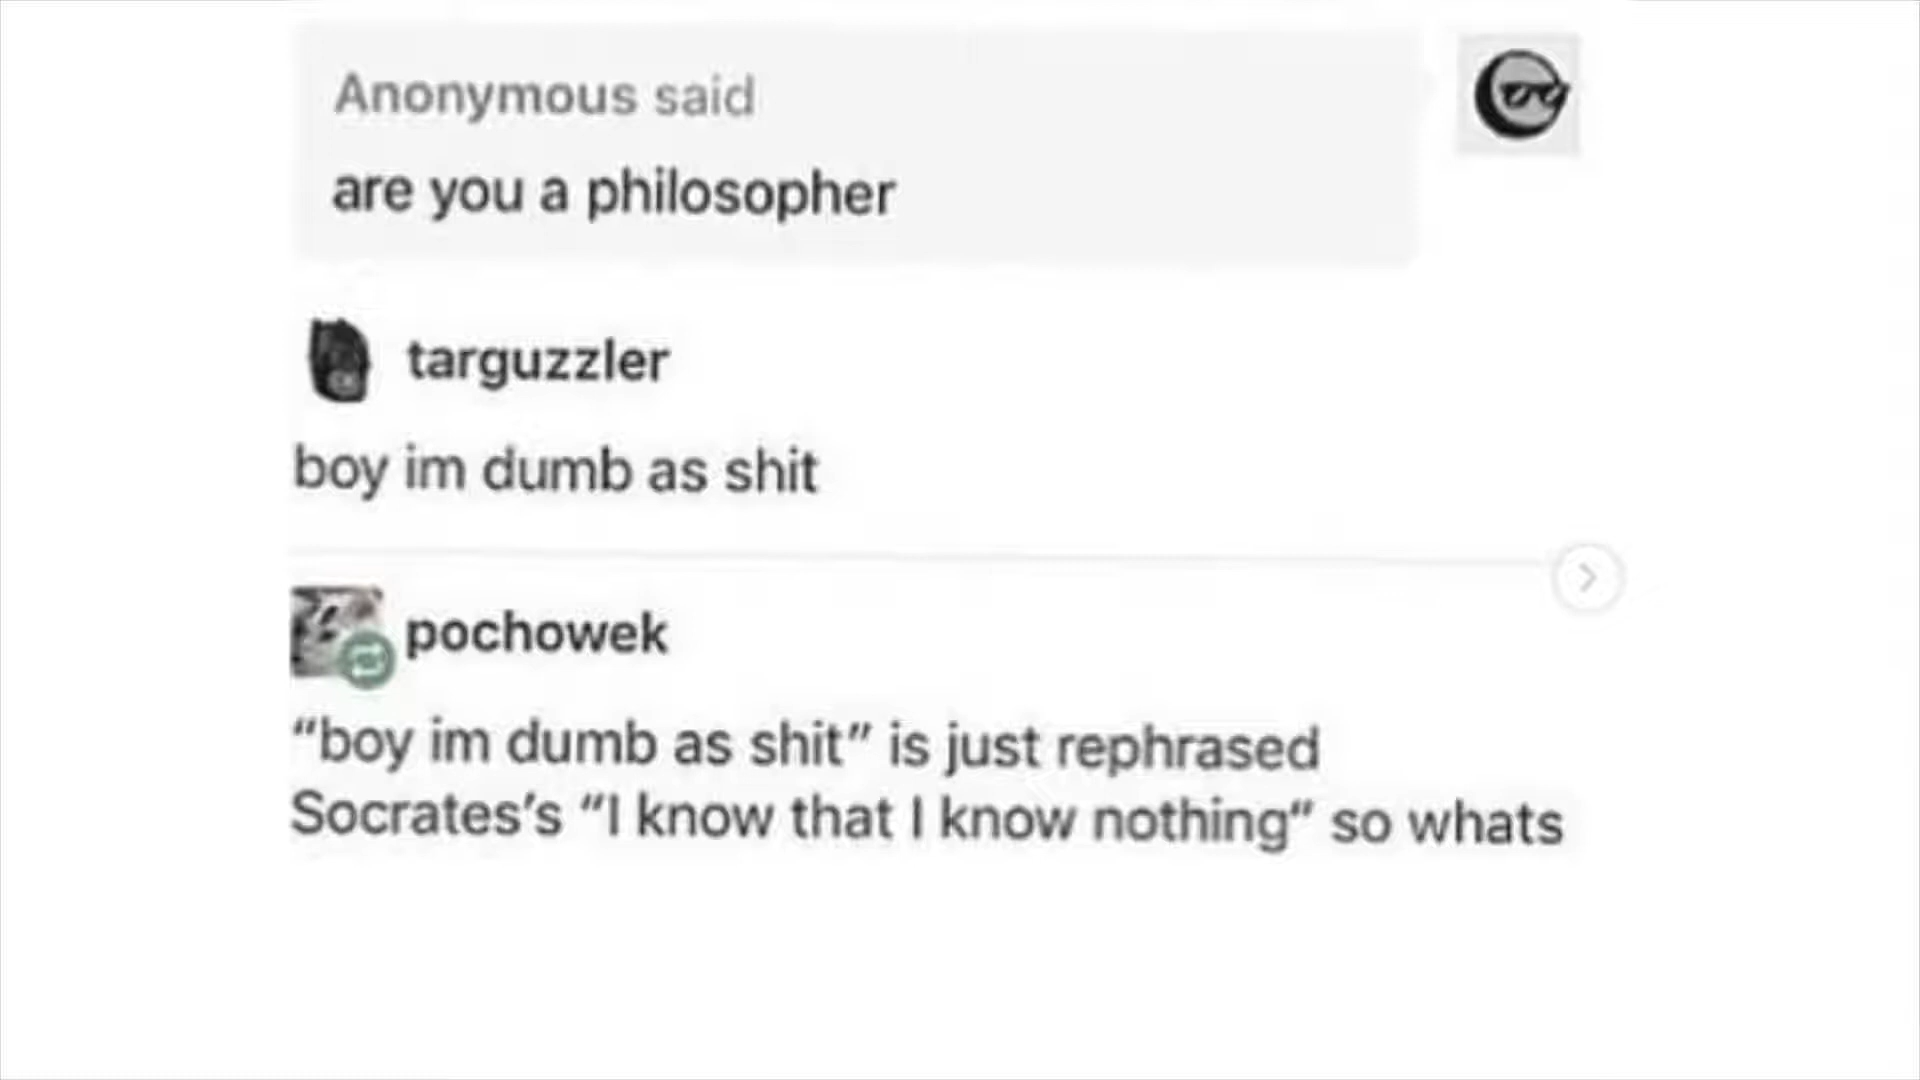 Anonymous said
are you a philosopher
targuzzler
boy im dumb as shit
pochowek
“boy im dumb as shit” is just rephrased
Socrates’s “I know that I know nothing“ so whats